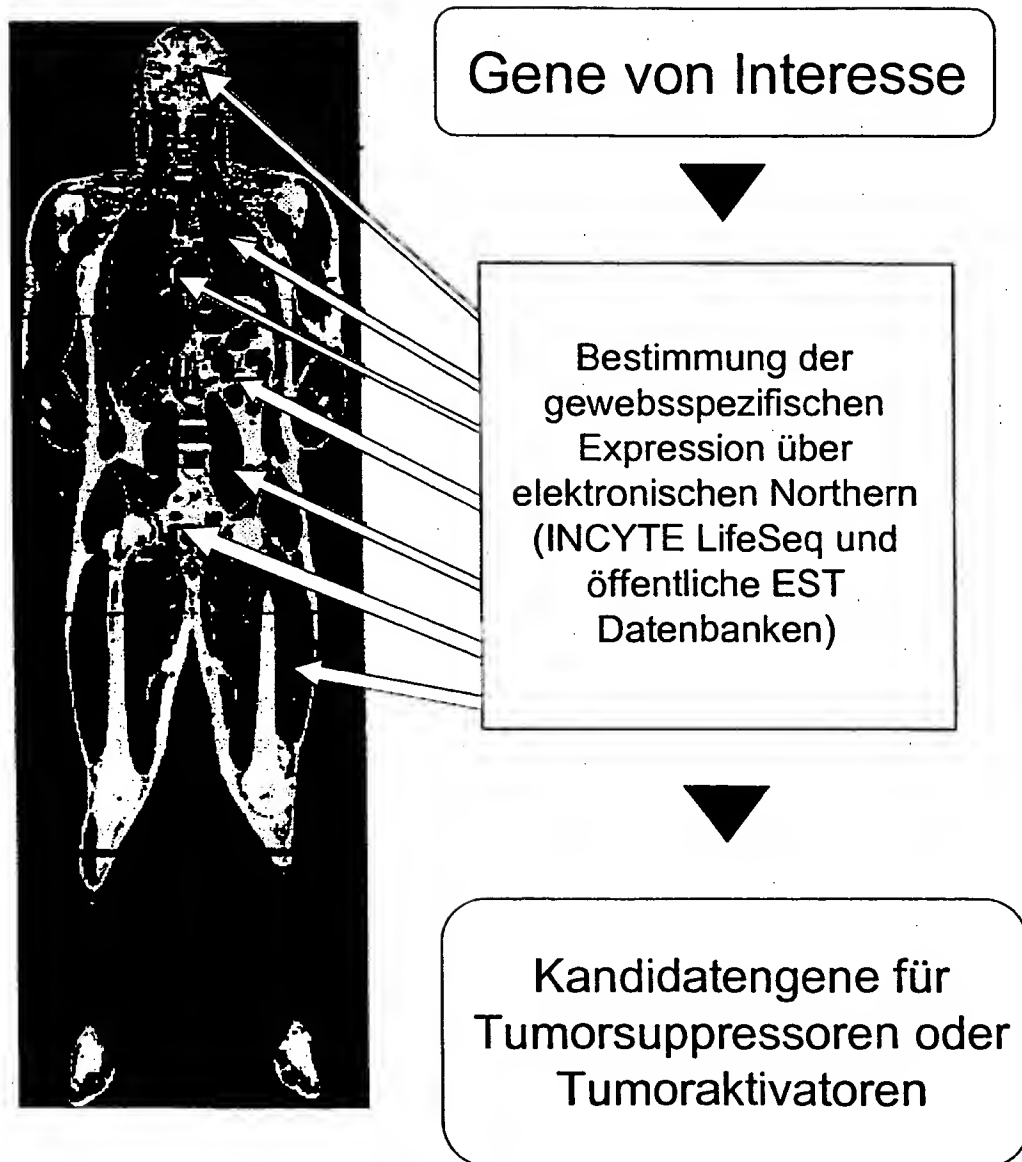 Gene von Interesse
Bestimmung der
gewebsspezifischen
Expression über
elektronischen Northern
(INCYTE LifeSeq und
öffentliche EST
Datenbanken)
Kandidatengene für
Tumorsuppressoren oder
Tumoraktivatoren